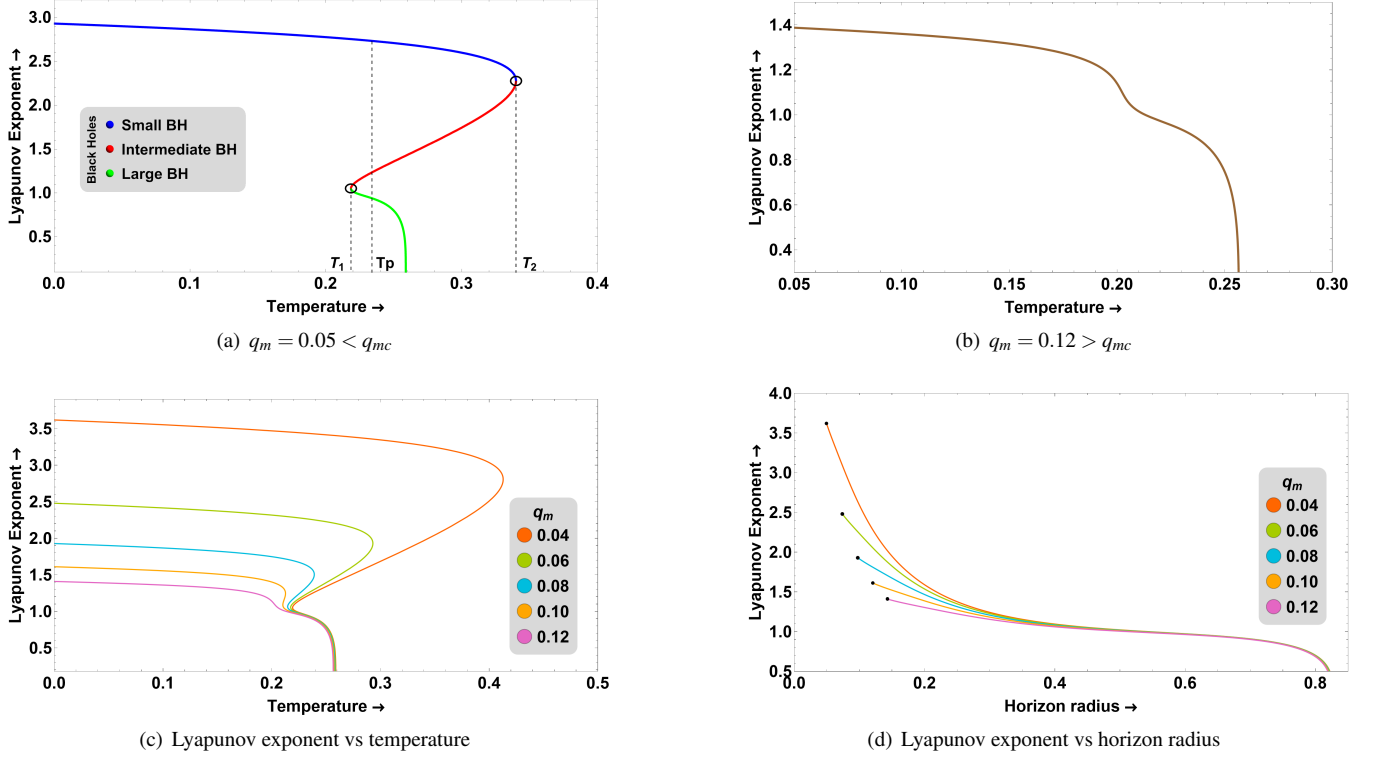 Lyapunov Exponent →
3.0
2.5
2.0
1.5
1.0
0.5
Black Holes
Small BH
Intermediate BH
Large BH
T1
Tp
T2
0.0 0.1 0.2 0.3 0.4
Temperature →
(a) qm = 0.05 < qmc
Lyapunov Exponent →
1.4
1.2
1.0
0.8
0.6
0.4
0.05 0.10 0.15 0.20 0.25 0.30
Temperature →
(b) qm = 0.12 > qmc
Lyapunov Exponent →
3.5
3.0
2.5
2.0
1.5
1.0
0.5
qm
0.04
0.06
0.08
0.10
0.12
0.0 0.1 0.2 0.3 0.4 0.5
Temperature →
(c) Lyapunov exponent vs temperature
Lyapunov Exponent →
4.0
3.5
3.0
2.5
2.0
1.5
1.0
0.5
qm
0.04
0.06
0.08
0.10
0.12
0.0 0.2 0.4 0.6 0.8
Horizon radius →
(d) Lyapunov exponent vs horizon radius